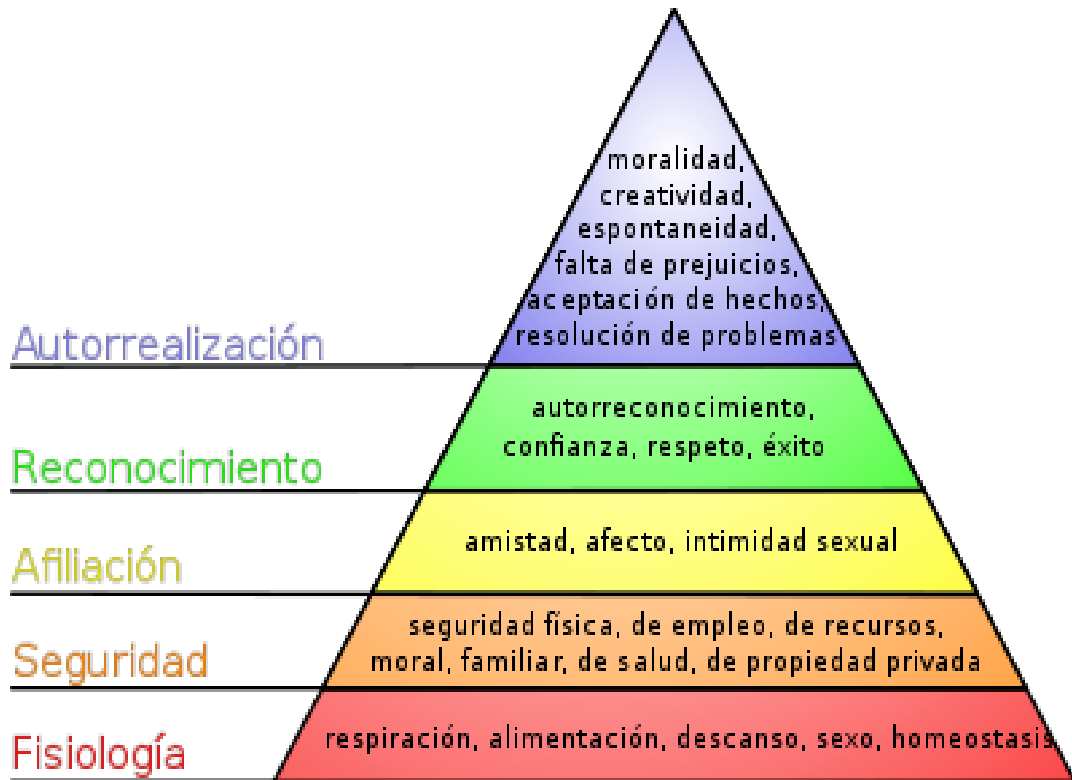 moralidad,
creatividad,
espontaneidad,
falta de prejuicios,
aceptación de hechos,
resolución de problemas
Autorrealización
autorreconocimiento,
confianza, respeto, éxito
Reconocimiento
amistad, afecto, intimidad sexual
Afiliación
seguridad física, de empleo, de recursos,
moral, familiar, de salud, de propiedad privada
Seguridad
respiración, alimentación, descanso, sexo, homeostasis
Fisiología